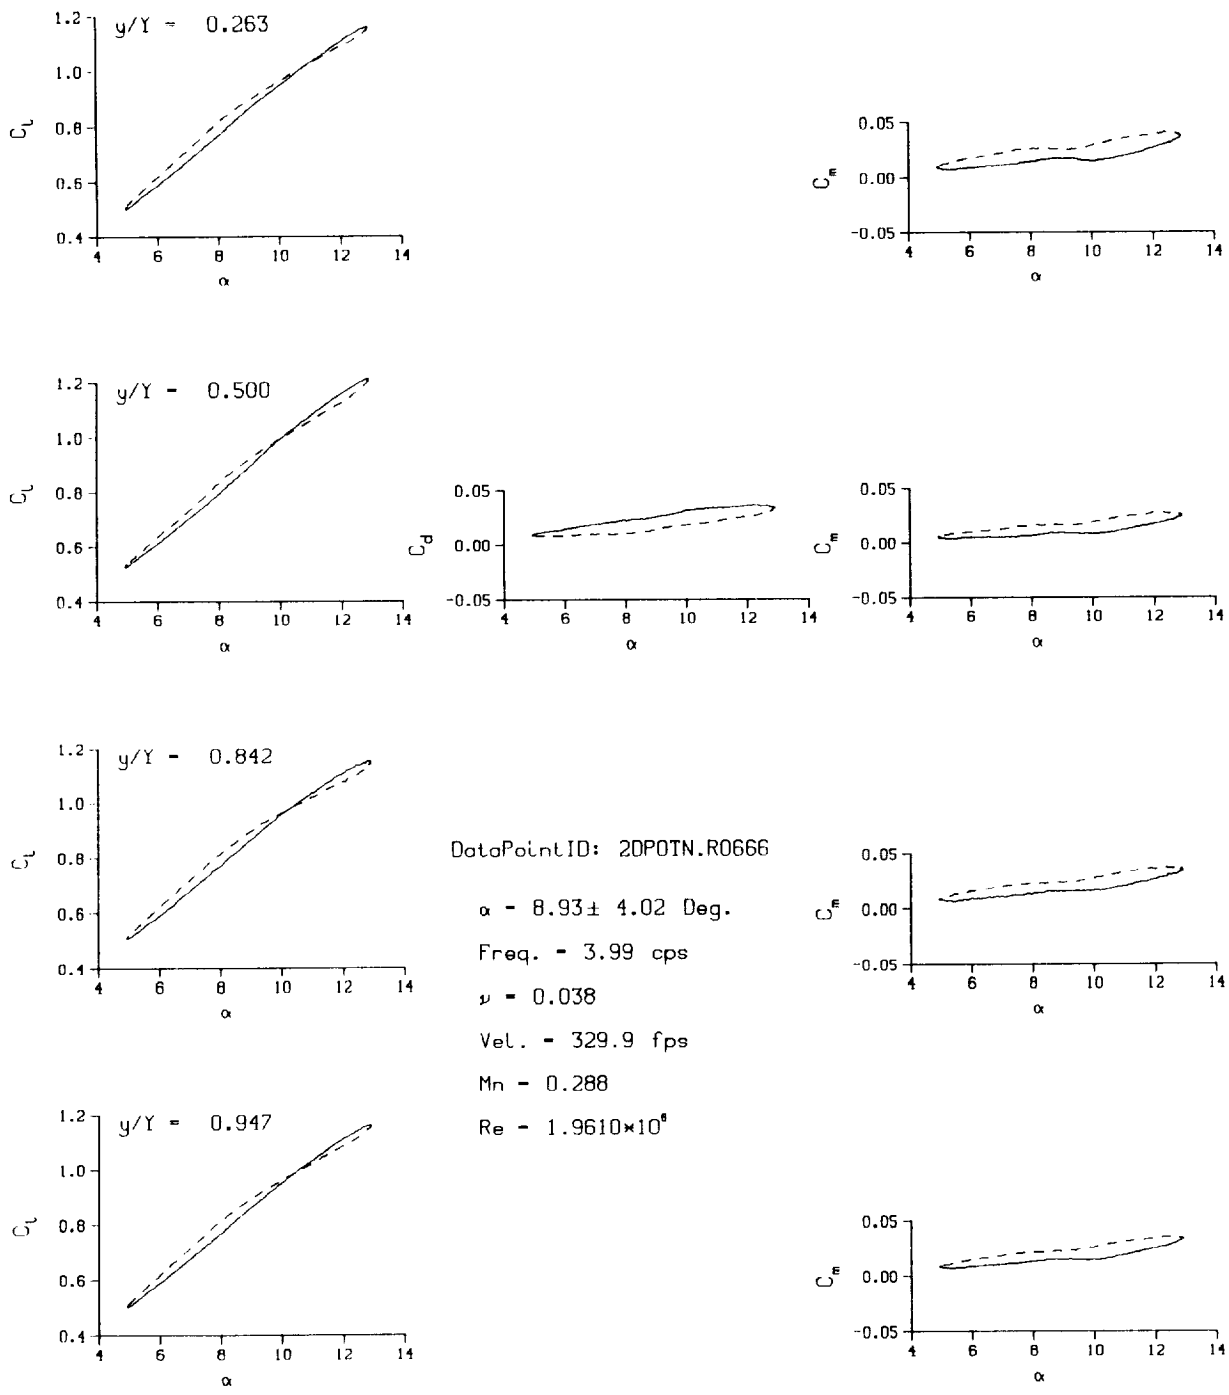 y/Y = 0.263
1.2
1.0
0.8
0.6
0.4
C_l
4 6 8 10 12 14
α
0.05
0.00
-0.05
C_m
4 6 8 10 12 14
α
y/Y = 0.500
1.2
1.0
0.8
0.6
0.4
C_l
4 6 8 10 12 14
α
0.05
0.00
-0.05
C_d
4 6 8 10 12 14
α
0.05
0.00
-0.05
C_m
4 6 8 10 12 14
α
y/Y = 0.842
1.2
1.0
0.8
0.6
0.4
C_l
4 6 8 10 12 14
α
DataPointID: 2DPOTN.R0666
α = 8.93± 4.02 Deg.
Freq. = 3.99 cps
ν = 0.038
Vel. = 329.9 fps
Mn = 0.288
Re = 1.9610×10⁶
0.05
0.00
-0.05
C_m
4 6 8 10 12 14
α
y/Y = 0.947
1.2
1.0
0.8
0.6
0.4
C_l
4 6 8 10 12 14
α
0.05
0.00
-0.05
C_m
4 6 8 10 12 14
α